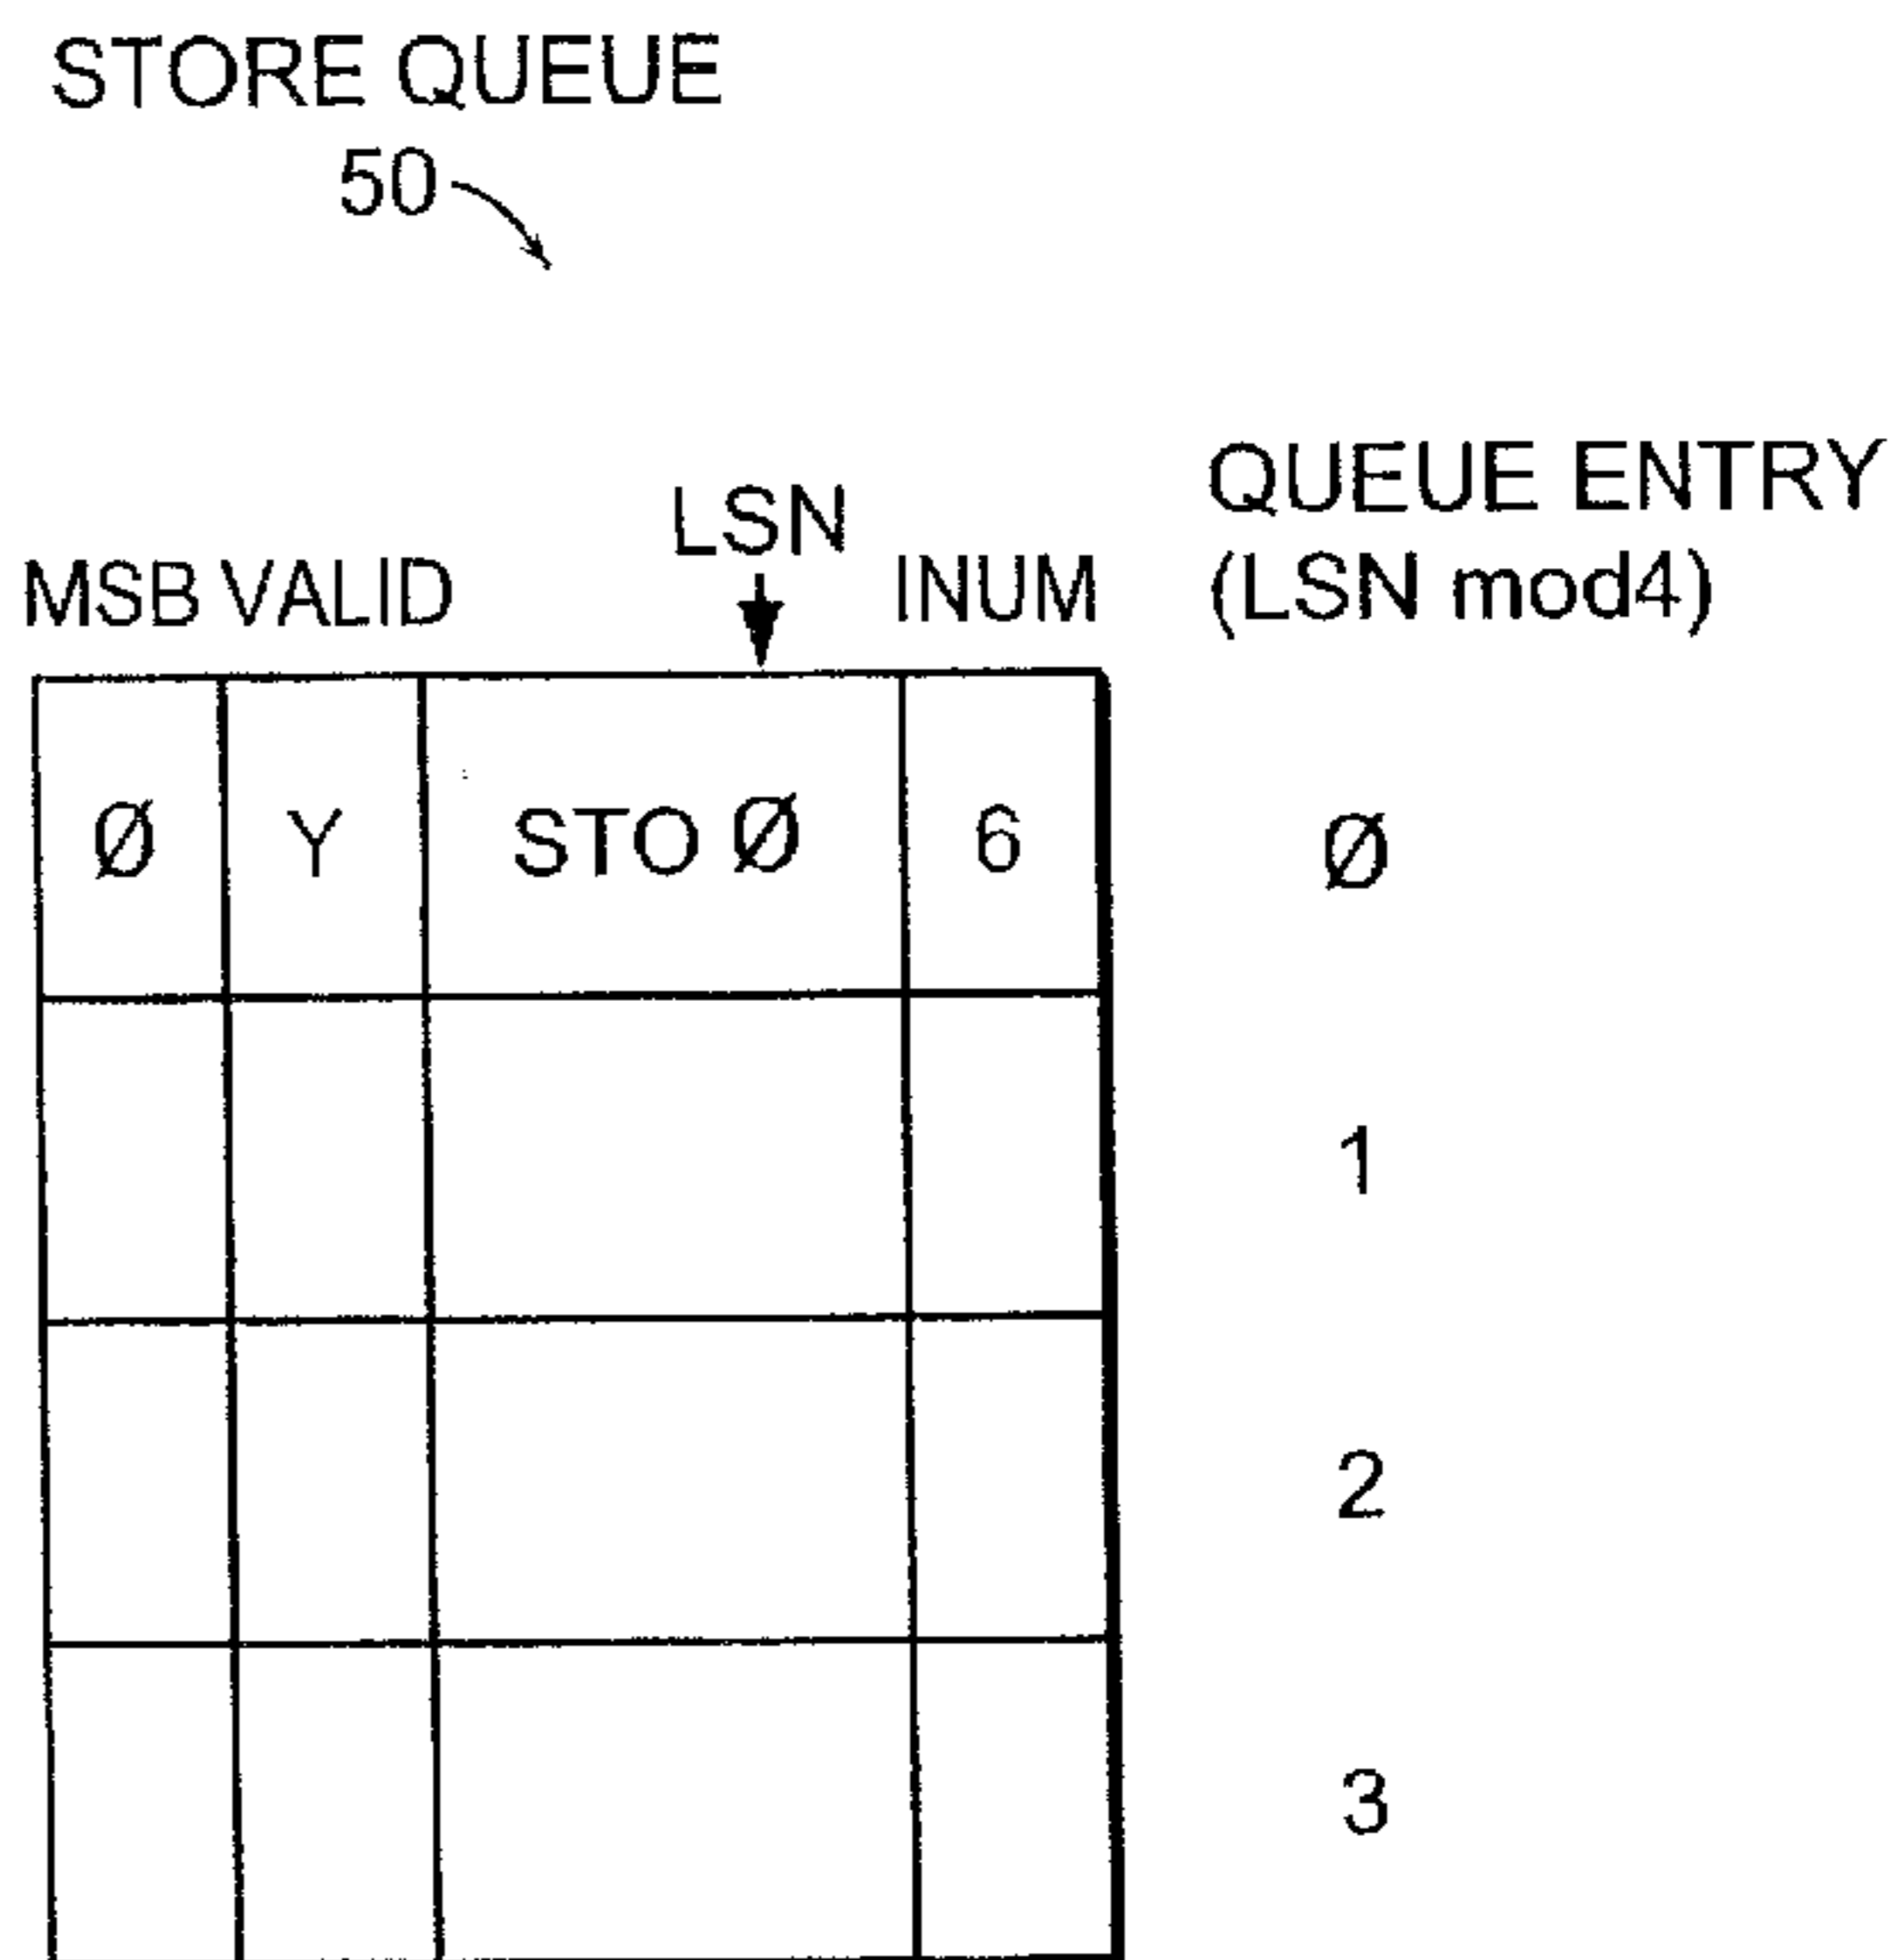 STORE QUEUE
50
LSN
QUEUE ENTRY
(LSN mod4)
MSB VALID INUM
Ø Y STO Ø 6 Ø
1
2
3